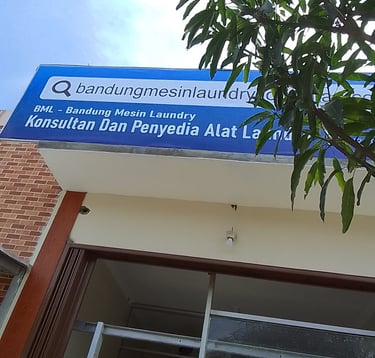 bandungmesinlaundry
BML - Bandung Mesin Laundry
Konsultan Dan Penyedia Alat